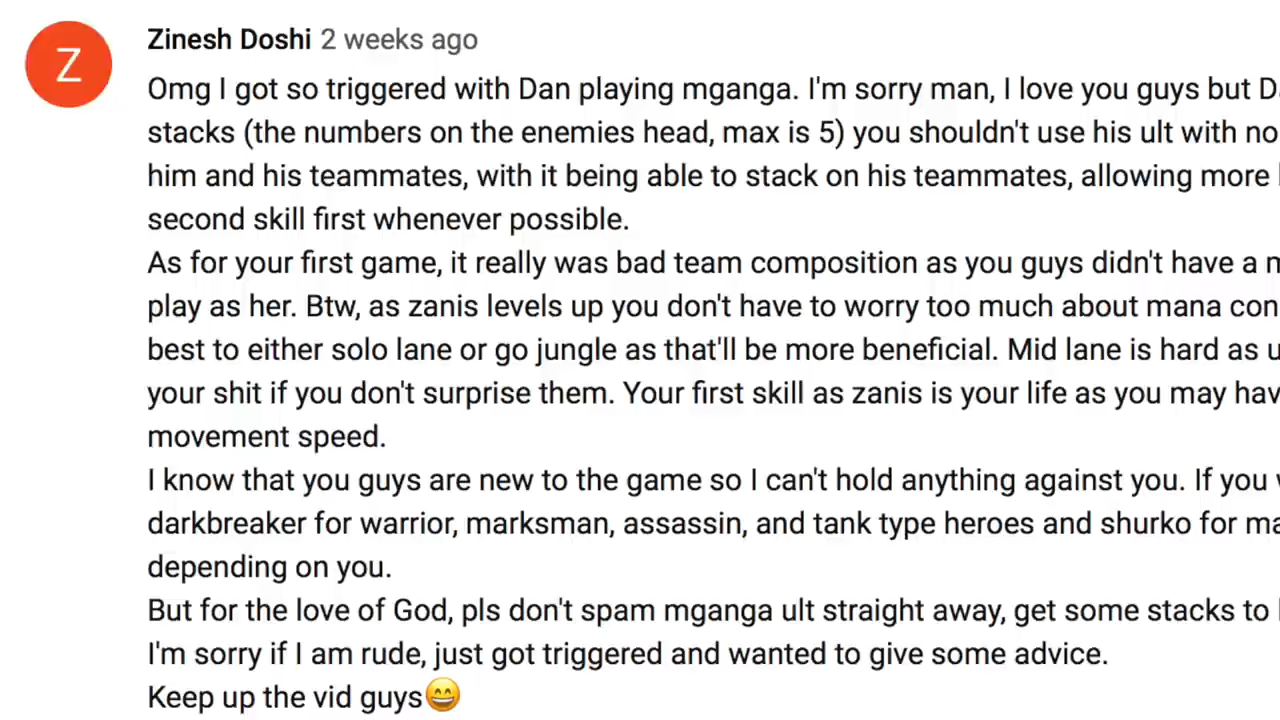 Z
Zinesh Doshi 2 weeks ago
Omg I got so triggered with Dan playing mganga. I'm sorry man, I love you guys but
stacks (the numbers on the enemies head, max is 5) you shouldn't use his ult with no
him and his teammates, with it being able to stack on his teammates, allowing more
second skill first whenever possible.
As for your first game, it really was bad team composition as you guys didn't have a
play as her. Btw, as zanis levels up you don't have to worry too much about mana con
best to either solo lane or go jungle as that'll be more beneficial. Mid lane is hard as
your shit if you don't surprise them. Your first skill as zanis is your life as you may hav
movement speed.
I know that you guys are new to the game so I can't hold anything against you. If you
darkbreaker for warrior, marksman, assassin, and tank type heroes and shurko for ma
depending on you.
But for the love of God, pls don't spam mganga ult straight away, get some stacks to
I'm sorry if I am rude, just got triggered and wanted to give some advice.
Keep up the vid guys😄